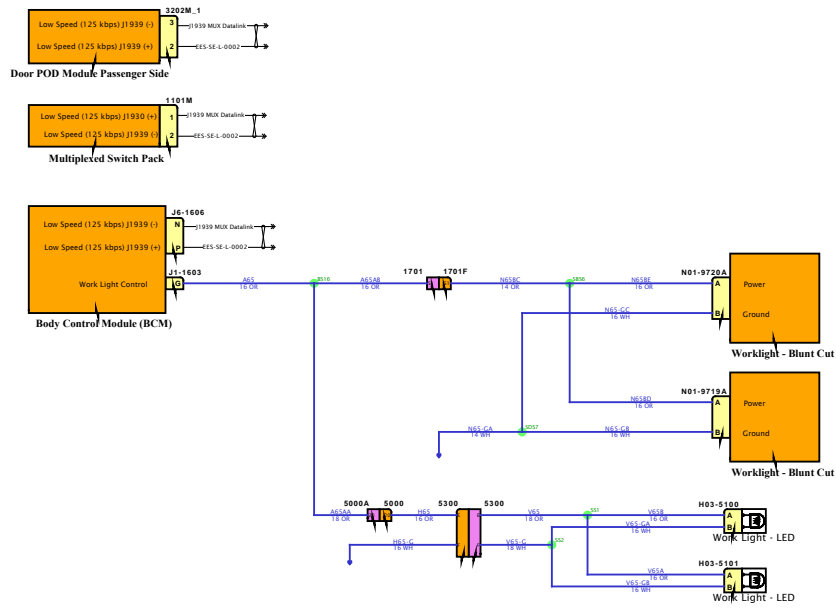 3202M_1
Low Speed (125 kbps) J1939 (-)
3
J1939 MUX Datalink
Low Speed (125 kbps) J1939 (+)
2
EES-SE-L-0002
Door POD Module Passenger Side
1101M
Low Speed (125 kbps) J1930 (+)
1
J1939 MUX Datalink
Low Speed (125 kbps) J1939 (-)
2
EES-SE-L-0002
Multiplexed Switch Pack
J6-1606
Low Speed (125 kbps) J1939 (-)
N
J1939 MUX Datalink
Low Speed (125 kbps) J1939 (+)
P
EES-SE-L-0002
J1-1603
Work Light Control
G
Body Control Module (BCM)
A65
16 OR
BS16
A65AB
16 OR
1701
1701F
N65BC
14 OR
SBS6
N65BE
16 OR
N01-9720A
A
Power
N65-GC
16 WH
B
Ground
Worklight - Blunt Cut
N01-9719A
N65BD
16 OR
A
Power
N65-GA
14 WH
SDS7
N65-GB
16 WH
B
Ground
Worklight - Blunt Cut
5000A
5000
5300
5300
H03-5100
A65AA
18 OR
H65
16 OR
V65
18 OR
SS1
V65B
16 OR
A
H65-G
16 WH
V65-G
18 WH
SS2
V65-GA
16 WH
B
Work Light - LED
H03-5101
V65A
16 OR
A
V65-GB
16 WH
B
Work Light - LED